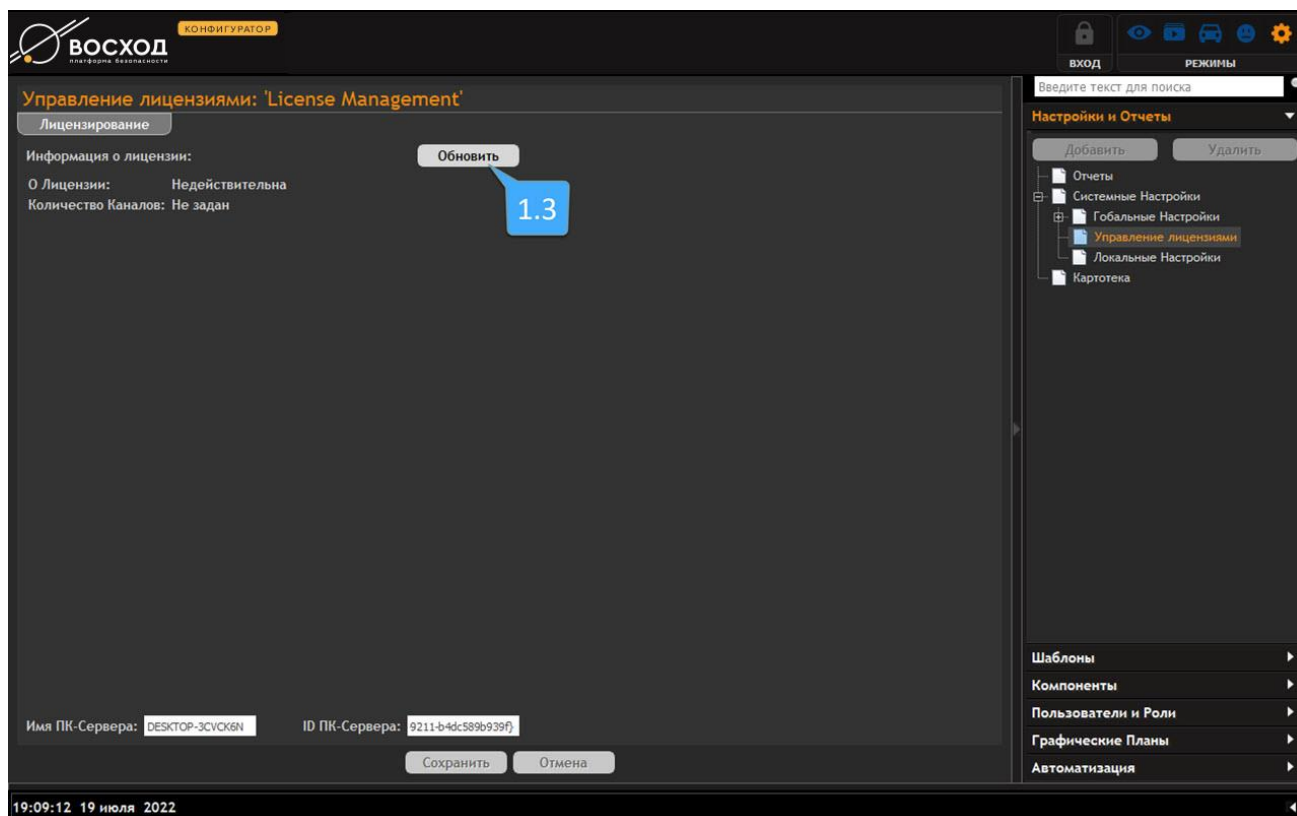 ВОСХОД
платформа безопасности
КОНФИГУРАТОР
ВХОД
РЕЖИМЫ
Управление лицензиями: 'License Management'
Лицензирование
Информация о лицензии:
Обновить
О Лицензии: Недействительна
Количество Каналов: Не задан
1.3
Имя ПК-Сервера: DESKTOP-3CVCK6N ID ПК-Сервера: 9211-b4dc589b939f}
Сохранить Отмена
Введите текст для поиска
Настройки и Отчеты
Добавить Удалить
Отчеты
Системные Настройки
Гобальные Настройки
Управление лицензиями
Локальные Настройки
Картотека
Шаблоны
Компоненты
Пользователи и Роли
Графические Планы
Автоматизация
19:09:12 19 июля 2022